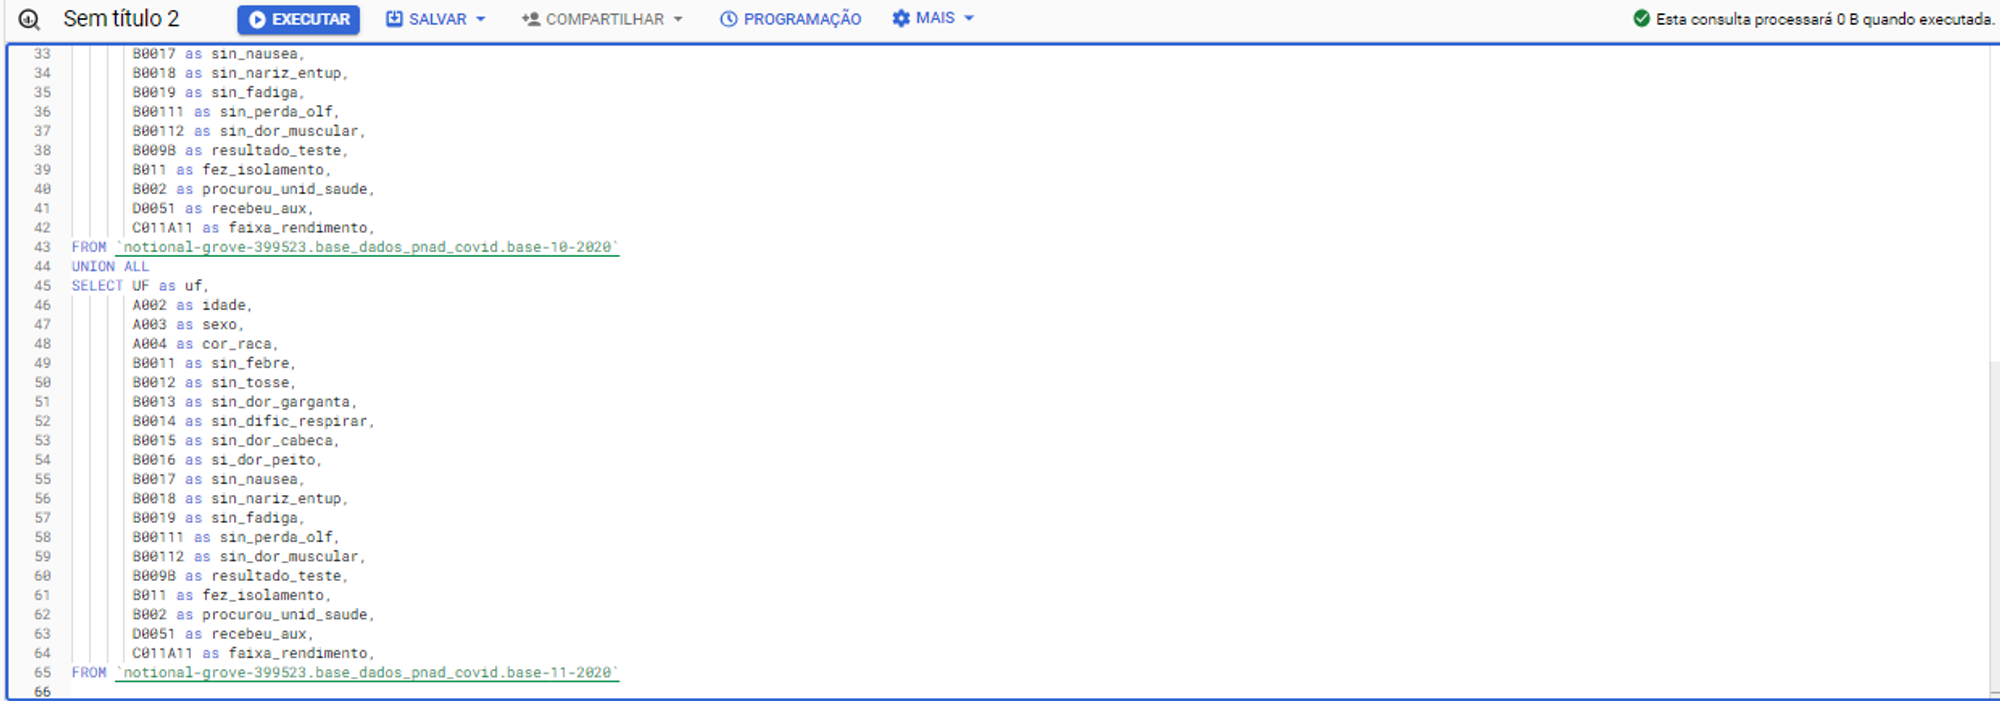 Sem título 2 EXECUTAR SALVAR COMPARTILHAR PROGRAMAÇÃO MAIS Esta consulta processará 0 B quando executada.
33 B0017 as sin_nausea,
34 B0018 as sin_nariz_entup,
35 B0019 as sin_fadiga,
36 B00111 as sin_perda_olf,
37 B00112 as sin_dor_muscular,
38 B009B as resultado_teste,
39 B011 as fez_isolamento,
40 B002 as procurou_unid_saude,
41 D0051 as recebeu_aux,
42 C011A11 as faixa_rendimento,
43 FROM `notional-grove-399523.base_dados_pnad_covid.base-10-2020`
44 UNION ALL
45 SELECT UF as uf,
46 A002 as idade,
47 A003 as sexo,
48 A004 as cor_raca,
49 B0011 as sin_febre,
50 B0012 as sin_tosse,
51 B0013 as sin_dor_garganta,
52 B0014 as sin_dific_respirar,
53 B0015 as sin_dor_cabeca,
54 B0016 as si_dor_peito,
55 B0017 as sin_nausea,
56 B0018 as sin_nariz_entup,
57 B0019 as sin_fadiga,
58 B00111 as sin_perda_olf,
59 B00112 as sin_dor_muscular,
60 B009B as resultado_teste,
61 B011 as fez_isolamento,
62 B002 as procurou_unid_saude,
63 D0051 as recebeu_aux,
64 C011A11 as faixa_rendimento,
65 FROM `notional-grove-399523.base_dados_pnad_covid.base-11-2020`
66